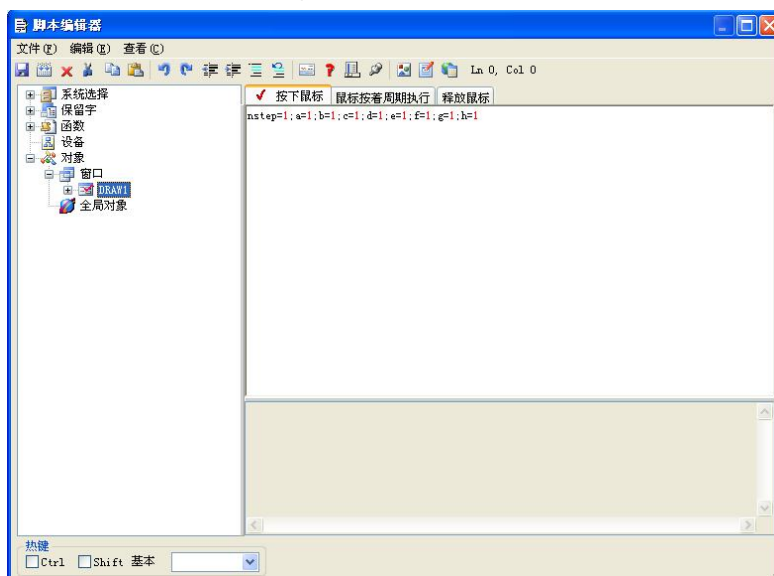 脚本编辑器
文件(F) 编辑(E) 查看(C)
Ln 0, Col 0
系统选择
保留字
函数
设备
对象
窗口
DRAW1
全局对象
按下鼠标 鼠标按着周期执行 释放鼠标
nstep=1;a=1;b=1;c=1;d=1;e=1;f=1;g=1;h=1
热键
Ctrl Shift 基本